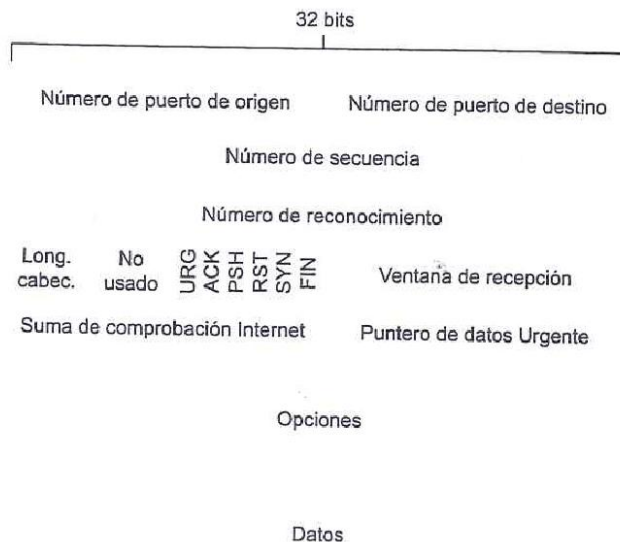 32 bits
Número de puerto de origen Número de puerto de destino
Número de secuencia
Número de reconocimiento
Long. cabec. No usado URG ACK PSH RST SYN FIN Ventana de recepción
Suma de comprobación Internet Puntero de datos Urgente
Opciones
Datos